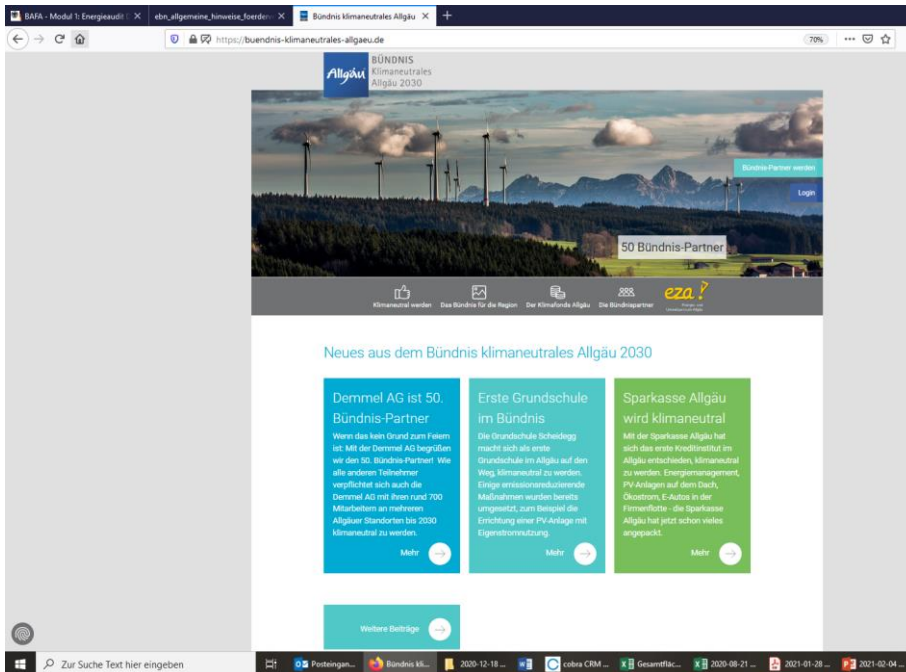 BAFA - Modul 1: Energieaudit D
ebn_allgemeine_hinweise_foerder
Bündnis klimaneutrales Allgäu
https://buendnis-klimaneutrales-allgaeu.de
70%
Allgäu
BÜNDNIS
Klimaneutrales
Allgäu 2030
Bündnis-Partner werden
Login
50 Bündnis-Partner
Klimaneutral werden
Das Bündnis für die Region
Der Klimafonds Allgäu
Die Bündnispartner
eza!
Neues aus dem Bündnis klimaneutrales Allgäu 2030
Demmel AG ist 50.
Bündnis-Partner
Wenn das kein Grund zum Feiern
ist: Mit der Demmel AG begrüßen
wir den 50. Bündnis-Partner! Wie
alle anderen Teilnehmer
verpflichtet sich auch die
Demmel AG mit ihren rund 700
Mitarbeitern an mehreren
Allgäuer Standorten bis 2030
klimaneutral zu werden.
Mehr
Erste Grundschule
im Bündnis
Die Grundschule Scheidegg
macht sich als erste
Grundschule im Allgäu auf den
Weg, klimaneutral zu werden.
Einige emissionsreduzierende
Maßnahmen wurden bereits
umgesetzt, zum Beispiel die
Errichtung einer PV-Anlage mit
Eigenstromnutzung.
Mehr
Sparkasse Allgäu
wird klimaneutral
Mit der Sparkasse Allgäu hat
sich das erste Kreditinstitut im
Allgäu entschieden, klimaneutral
zu werden. Energiemanagement,
PV-Anlagen auf dem Dach,
Ökostrom, E-Autos in der
Firmenflotte - die Sparkasse
Allgäu hat jetzt schon vieles
angepackt.
Mehr
Weitere Beiträge
Zur Suche Text hier eingeben
Posteingan...
Bündnis kli...
2020-12-18 ...
cobra CRM ...
Gesamtfläc...
2020-08-21 ...
2021-01-28 ...
2021-02-04 ...